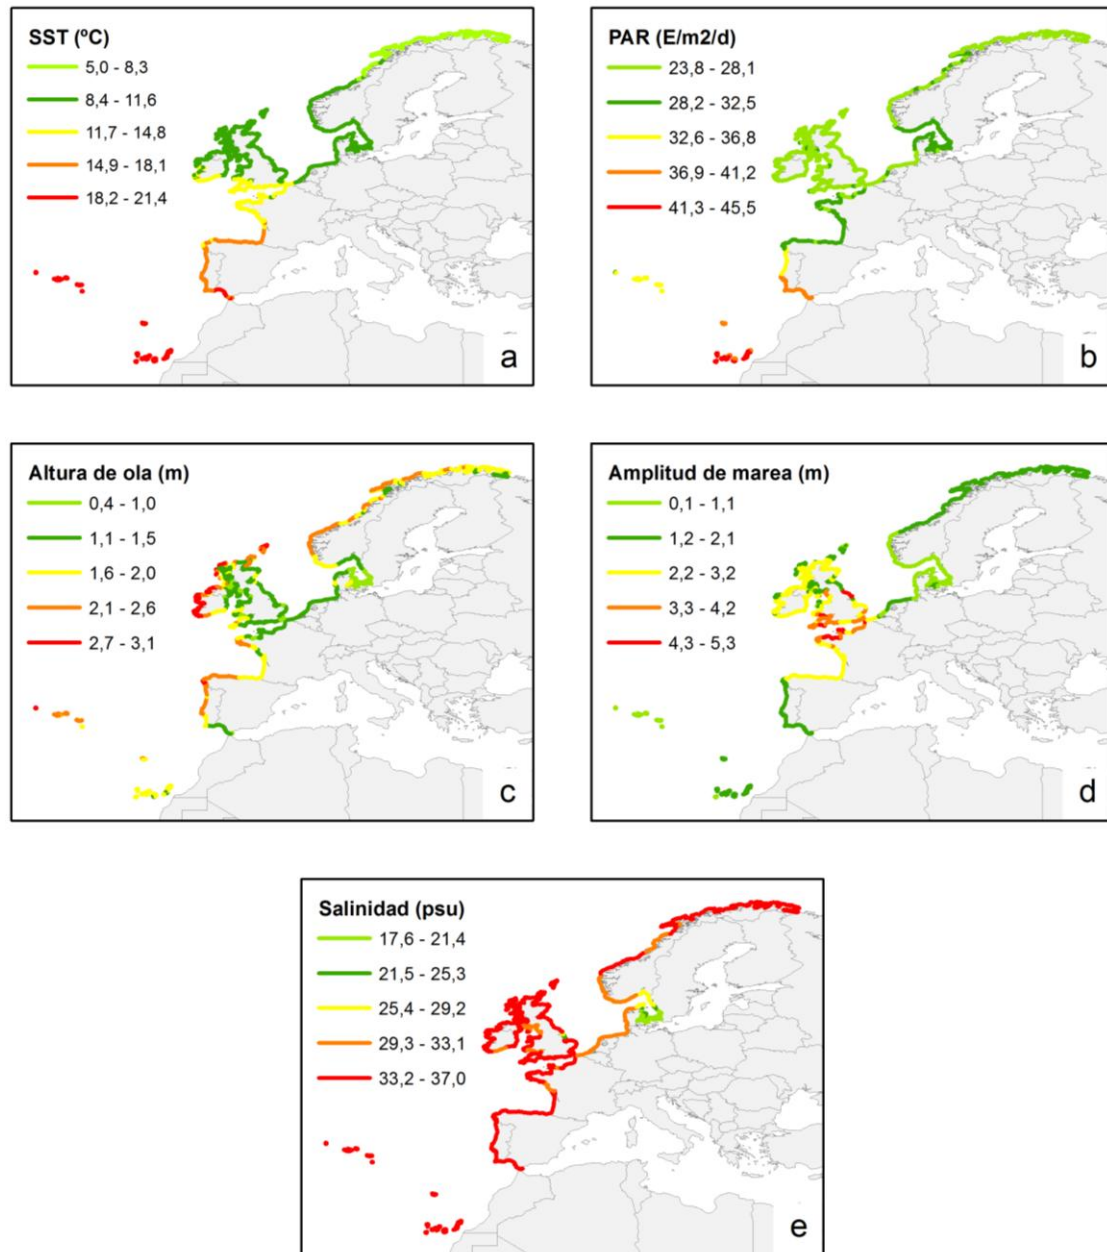 SST (ºC)
5,0 - 8,3
8,4 - 11,6
11,7 - 14,8
14,9 - 18,1
18,2 - 21,4
a
PAR (E/m2/d)
23,8 - 28,1
28,2 - 32,5
32,6 - 36,8
36,9 - 41,2
41,3 - 45,5
b
Altura de ola (m)
0,4 - 1,0
1,1 - 1,5
1,6 - 2,0
2,1 - 2,6
2,7 - 3,1
c
Amplitud de marea (m)
0,1 - 1,1
1,2 - 2,1
2,2 - 3,2
3,3 - 4,2
4,3 - 5,3
d
Salinidad (psu)
17,6 - 21,4
21,5 - 25,3
25,4 - 29,2
29,3 - 33,1
33,2 - 37,0
e